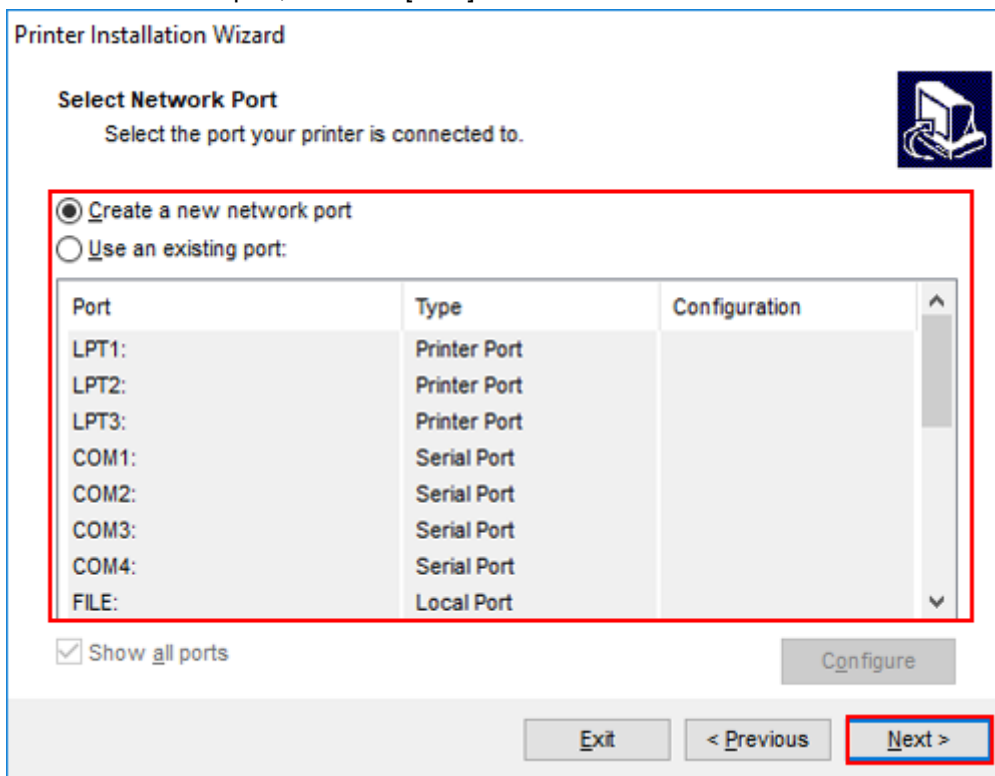 Printer Installation Wizard
Select Network Port
Select the port your printer is connected to.
Create a new network port
Use an existing port:
Port Type Configuration
LPT1: Printer Port
LPT2: Printer Port
LPT3: Printer Port
COM1: Serial Port
COM2: Serial Port
COM3: Serial Port
COM4: Serial Port
FILE: Local Port
Show all ports
Configure
Exit < Previous Next >